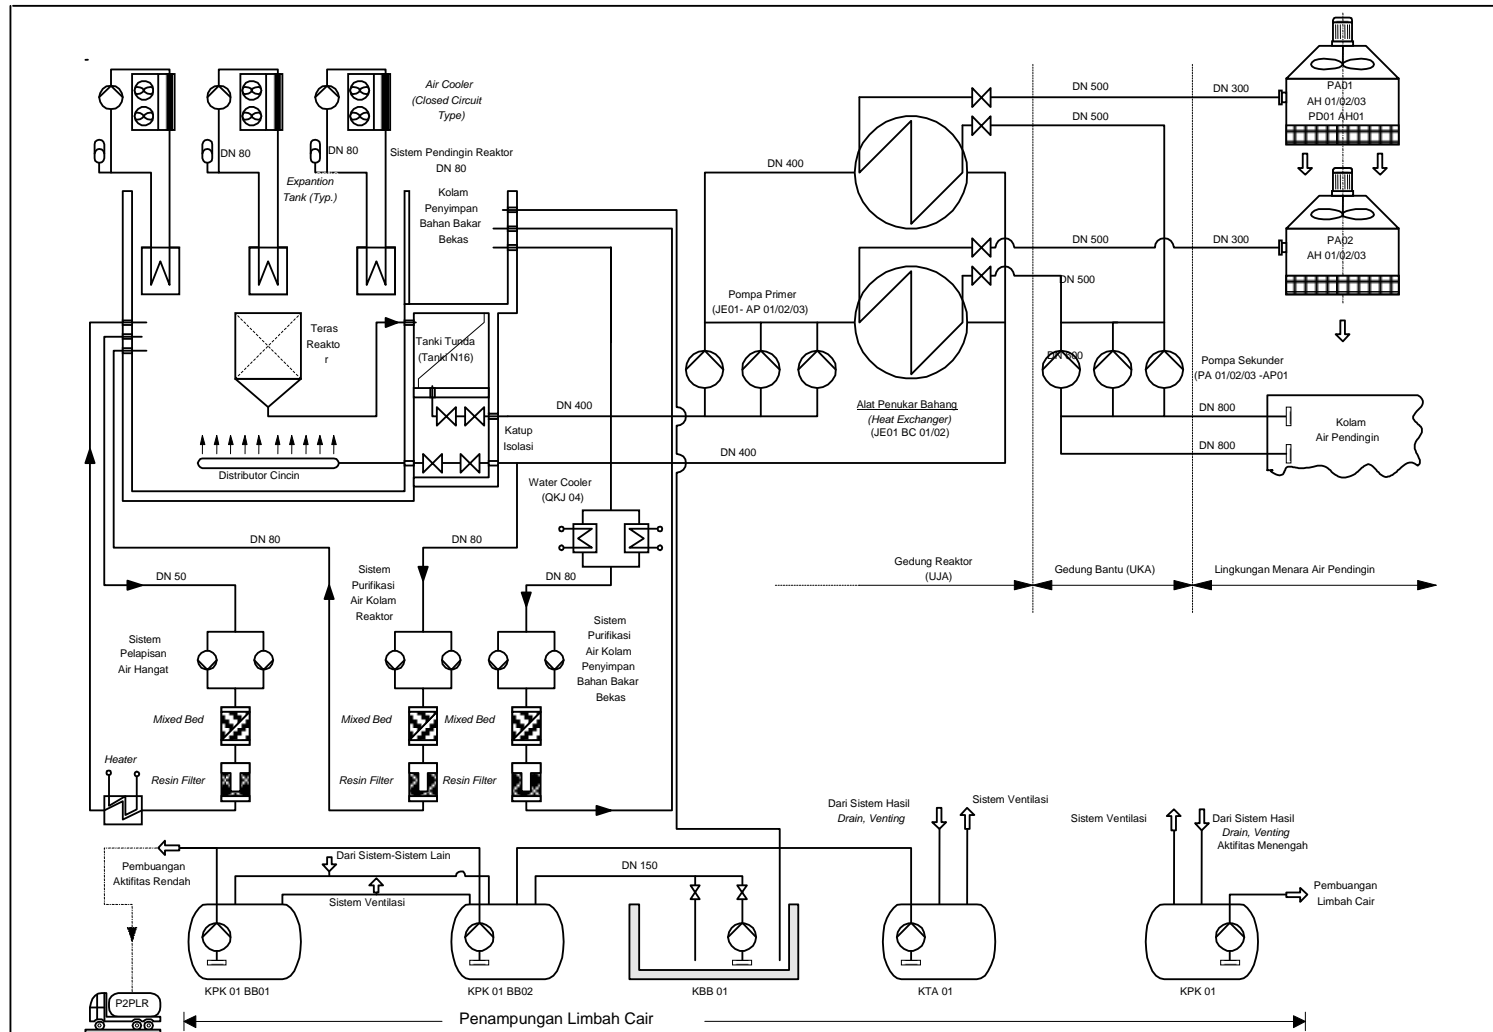 Air Cooler
(Closed Circuit
Type)
DN 80
DN 80
Sistem Pendingin Reaktor
DN 80
Expantion
Tank (Typ.)
Kolam
Penyimpan
Bahan Bakar
Bekas
Teras
Reakto
r
Tanki Tunda
(Tanki N16)
Katup
Isolasi
Distributor Cincin
DN 400
DN 400
DN 400
Pompa Primer
(JE01- AP 01/02/03)
Alat Penukar Bahang
(Heat Exchanger)
(JE01 BC 01/02)
DN 500
DN 500
DN 500
DN 500
DN 300
DN 300
PA01
AH 01/02/03
PD01 AH01
PA02
AH 01/02/03
Pompa Sekunder
(PA 01/02/03 -AP01
DN 800
DN 800
Kolam
Air Pendingin
Gedung Reaktor
(UJA)
Gedung Bantu (UKA)
Lingkungan Menara Air Pendingin
Water Cooler
(QKJ 04)
DN 80
DN 80
DN 80
DN 50
Sistem
Purifikasi
Air Kolam
Reaktor
Sistem
Pelapisan
Air Hangat
Sistem
Purifikasi
Air Kolam
Penyimpan
Bahan Bakar
Bekas
Mixed Bed
Mixed Bed
Mixed Bed
Heater
Resin Filter
Resin Filter
Resin Filter
Dari Sistem Hasil
Drain, Venting
Sistem Ventilasi
Sistem Ventilasi
Dari Sistem Hasil
Drain, Venting
Aktifitas Menengah
Pembuangan
Aktifitas Rendah
Dari Sistem-Sistem Lain
Sistem Ventilasi
DN 150
Pembuangan
Limbah Cair
KPK 01 BB01
KPK 01 BB02
KBB 01
KTA 01
KPK 01
P2PLR
Penampungan Limbah Cair